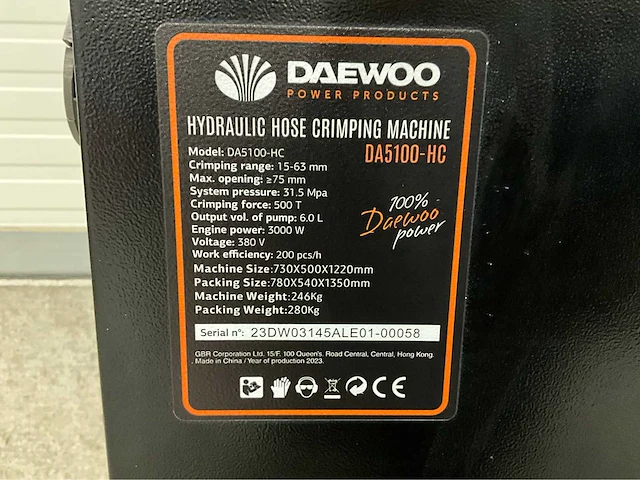 DAEWOO
POWER PRODUCTS
HYDRAULIC HOSE CRIMPING MACHINE
DA5100-HC
Model: DA5100-HC
Crimping range: 15-63 mm
Max. opening: ≥75 mm
System pressure: 31.5 Mpa
Crimping force: 500 T
Output vol. of pump: 6.0 L
Engine power: 3000 W
Voltage: 380 V
Work efficiency: 200 pcs/h
Machine Size:730X500X1220mm
Packing Size:780X540X1350mm
Machine Weight:246Kg
Packing Weight:280Kg
100%
Daewoo
power
Serial n°: 23DW03145ALE01-00058
GBR Corporation Ltd. 15/F. 100 Queen's. Road Central, Central, Hong Kong.
Made in China / Year of production 2023.
CE